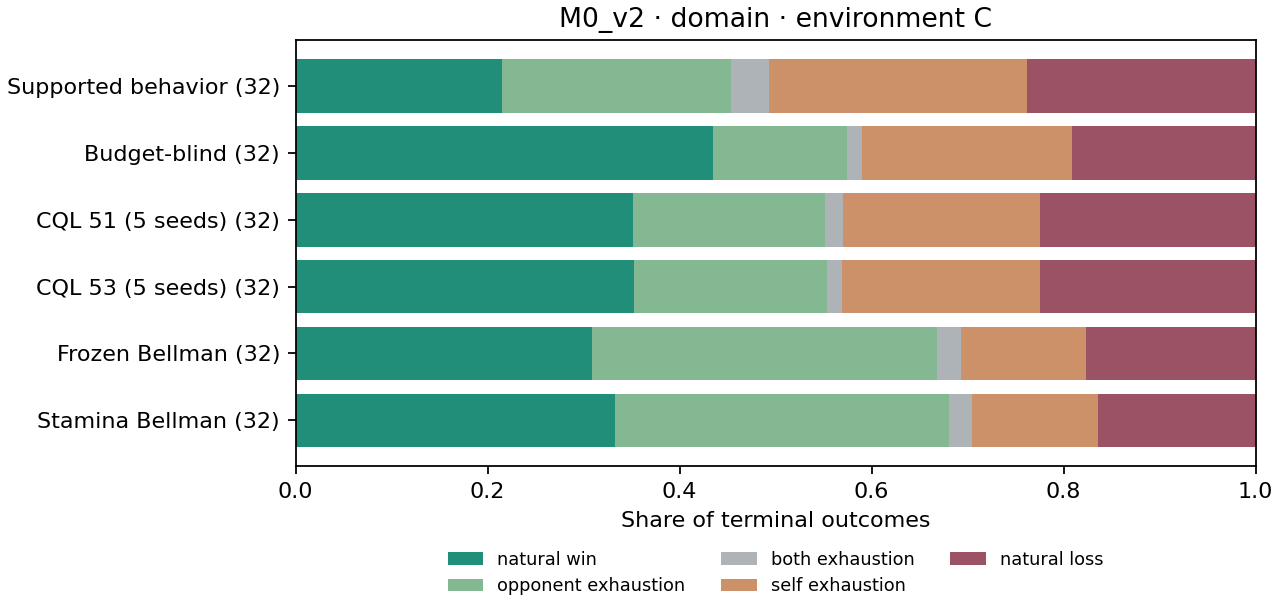 M0_v2 · domain · environment C
Supported behavior (32)
Budget-blind (32)
CQL 51 (5 seeds) (32)
CQL 53 (5 seeds) (32)
Frozen Bellman (32)
Stamina Bellman (32)
0.0 0.2 0.4 0.6 0.8 1.0
Share of terminal outcomes
natural win both exhaustion natural loss
opponent exhaustion self exhaustion